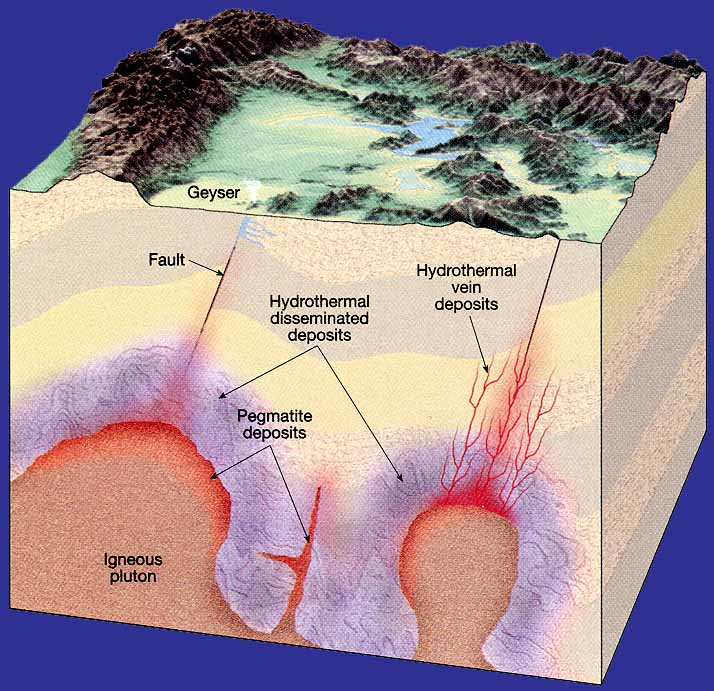 Geyser
Fault
Hydrothermal
vein
deposits
Hydrothermal
disseminated
deposits
Pegmatite
deposits
Igneous
pluton